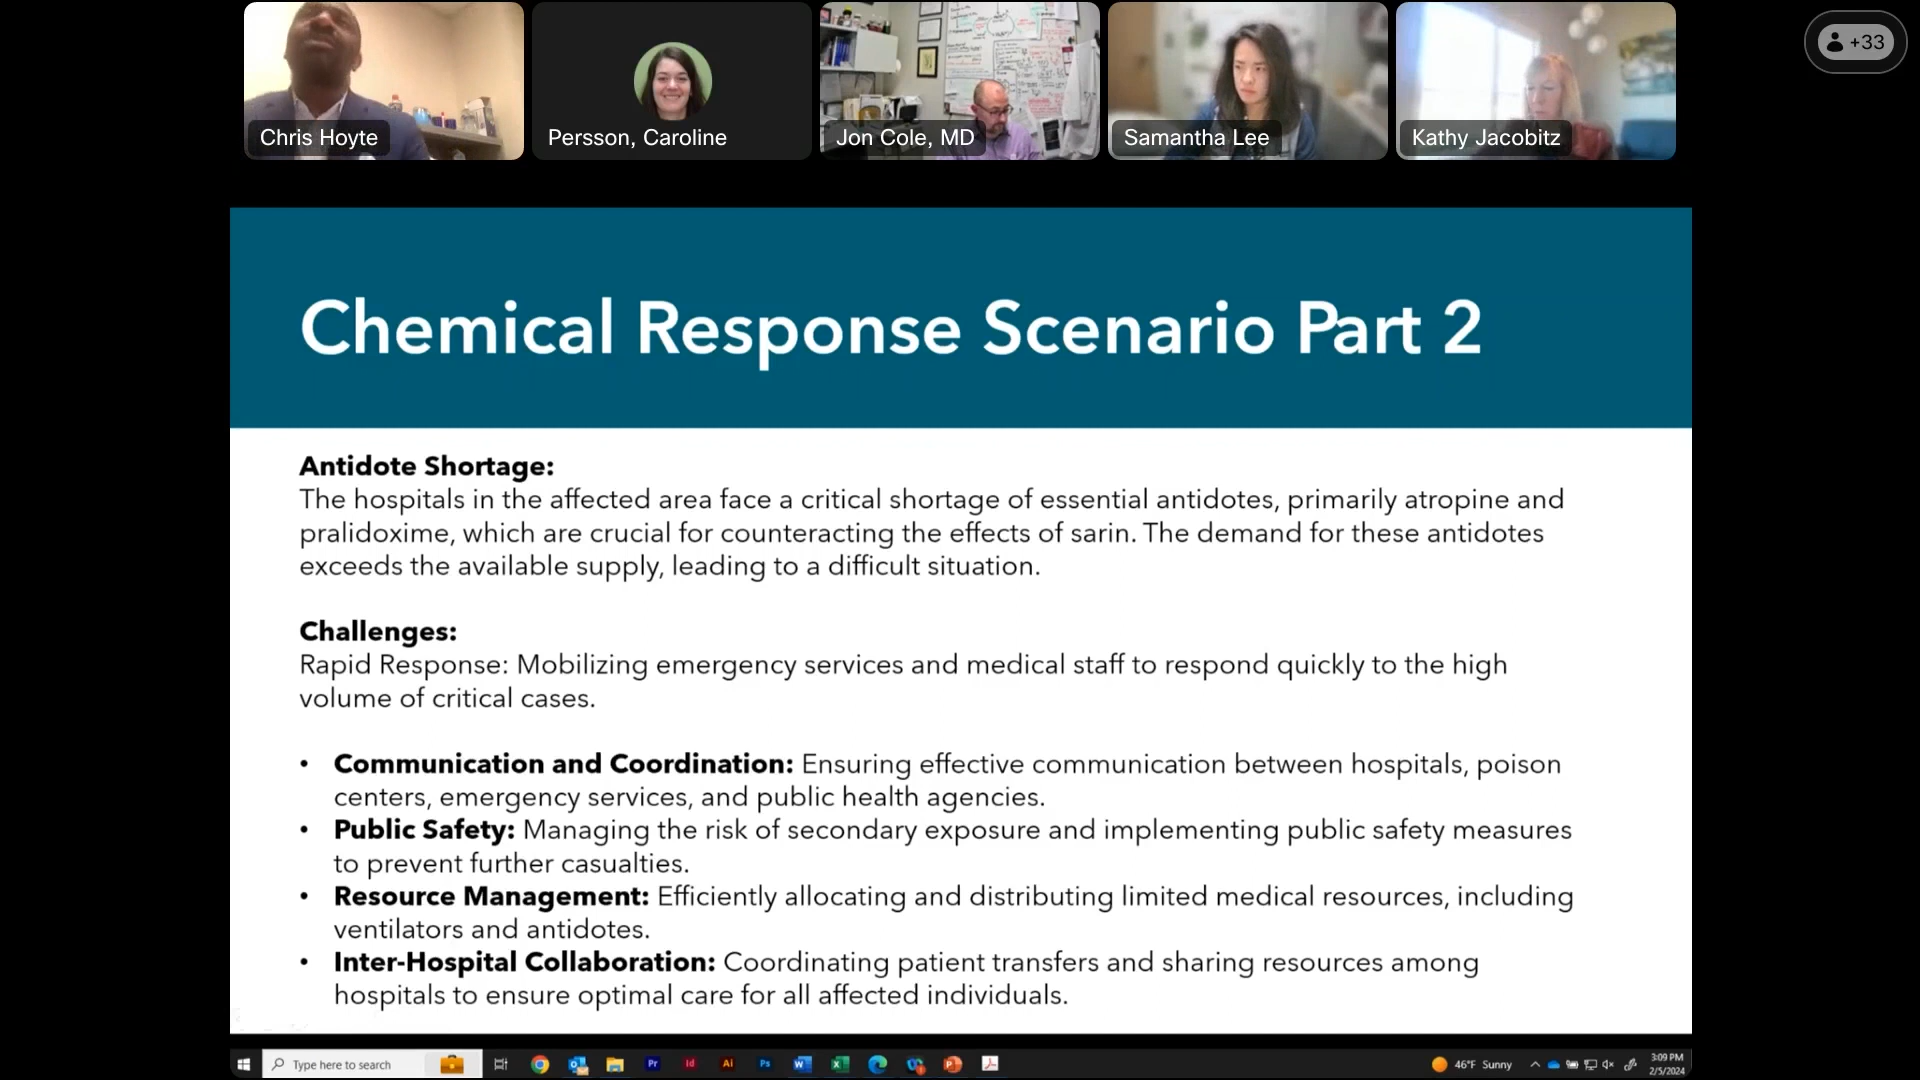 Chris Hoyte
Persson, Caroline
Jon Cole, MD
Samantha Lee
Kathy Jacobitz
+33
Chemical Response Scenario Part 2
Antidote Shortage:
The hospitals in the affected area face a critical shortage of essential antidotes, primarily atropine and
pralidoxime, which are crucial for counteracting the effects of sarin. The demand for these antidotes
exceeds the available supply, leading to a difficult situation.
Challenges:
Rapid Response: Mobilizing emergency services and medical staff to respond quickly to the high
volume of critical cases.
• Communication and Coordination: Ensuring effective communication between hospitals, poison
centers, emergency services, and public health agencies.
• Public Safety: Managing the risk of secondary exposure and implementing public safety measures
to prevent further casualties.
• Resource Management: Efficiently allocating and distributing limited medical resources, including
ventilators and antidotes.
• Inter-Hospital Collaboration: Coordinating patient transfers and sharing resources among
hospitals to ensure optimal care for all affected individuals.
Type here to search
Pr
Id
Ai
Ps
46°F Sunny
3:09 PM
2/5/2024